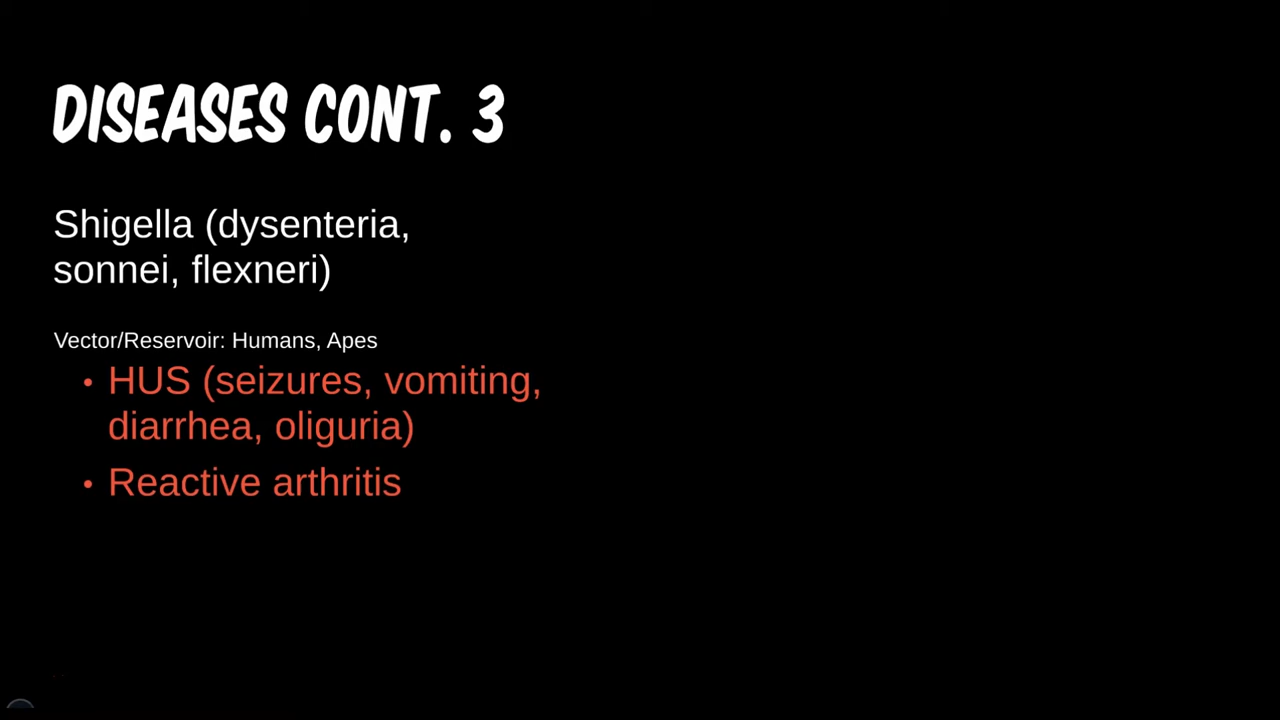 DISEASES CONT. 3
Shigella (dysenteria,
sonnei, flexneri)
Vector/Reservoir: Humans, Apes
• HUS (seizures, vomiting,
diarrhea, oliguria)
• Reactive arthritis